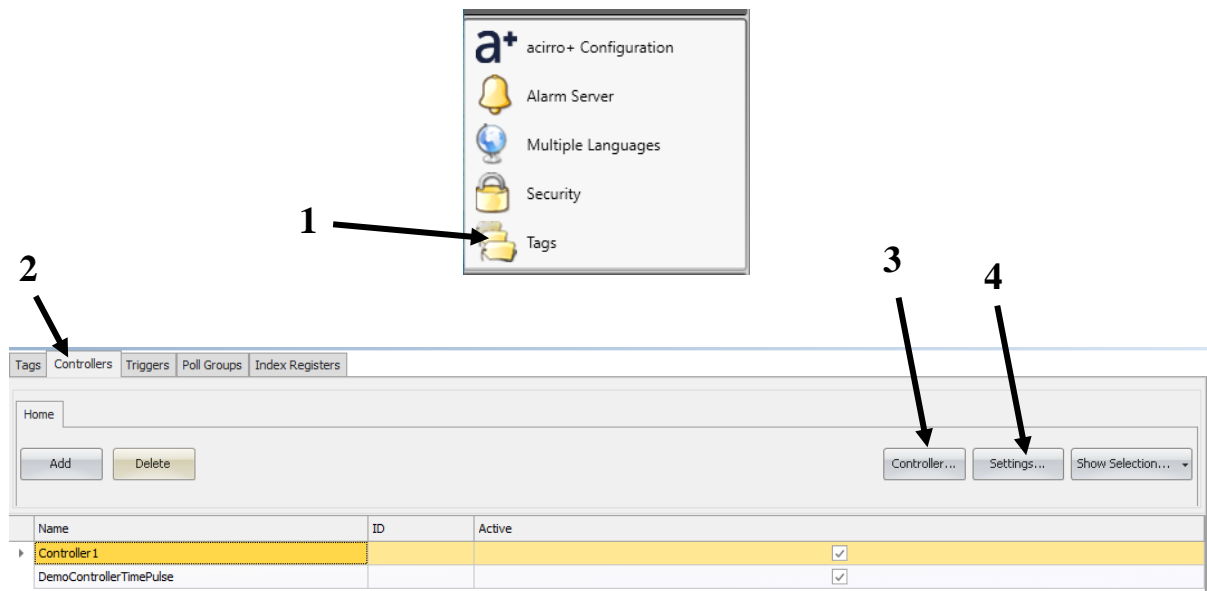 a+ acirro+ Configuration
Alarm Server
Multiple Languages
Security
1
Tags
2
3
4
Tags Controllers Triggers Poll Groups Index Registers
Home
Add Delete Controller... Settings... Show Selection...
Name ID Active
Controller1
DemoControllerTimePulse